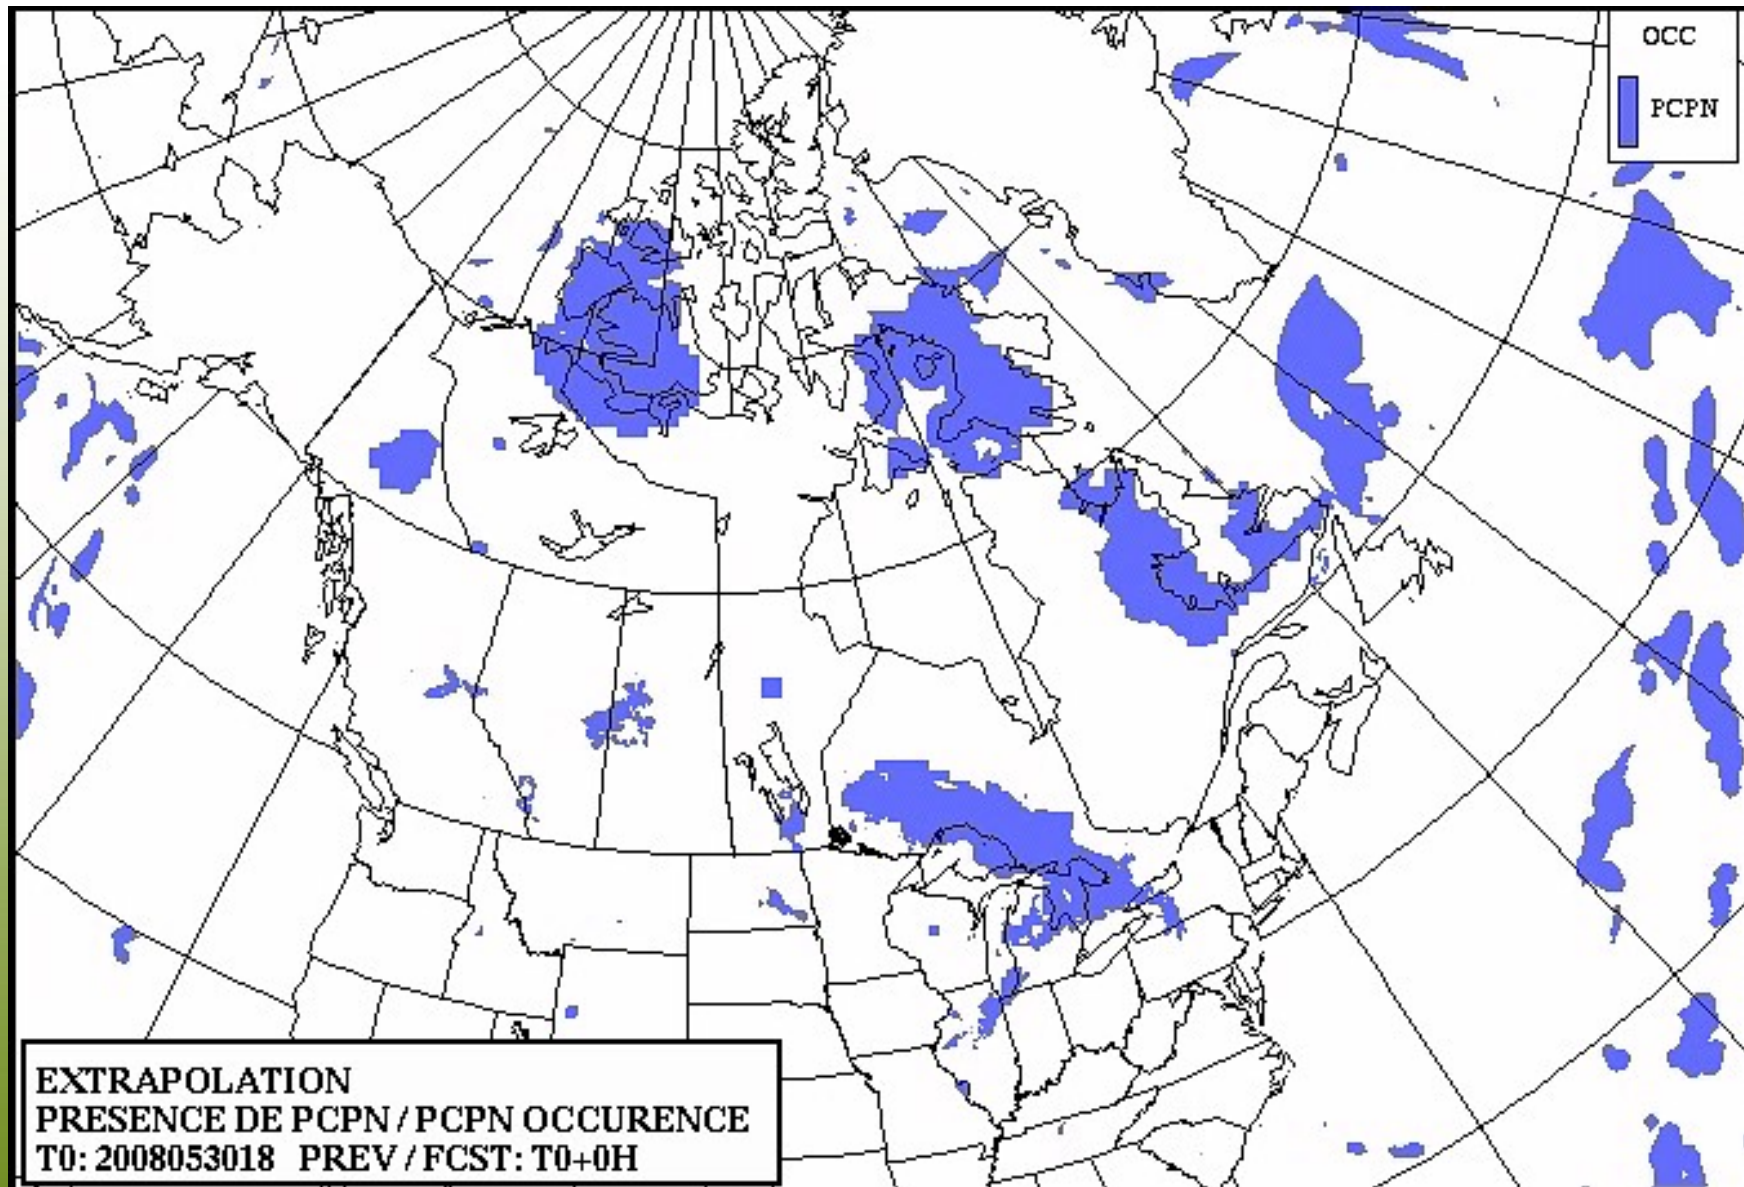 OCC
PCPN
EXTRAPOLATION
PRESENCE DE PCPN / PCPN OCCURENCE
T0: 2008053018 PREV / FCST: T0+0H